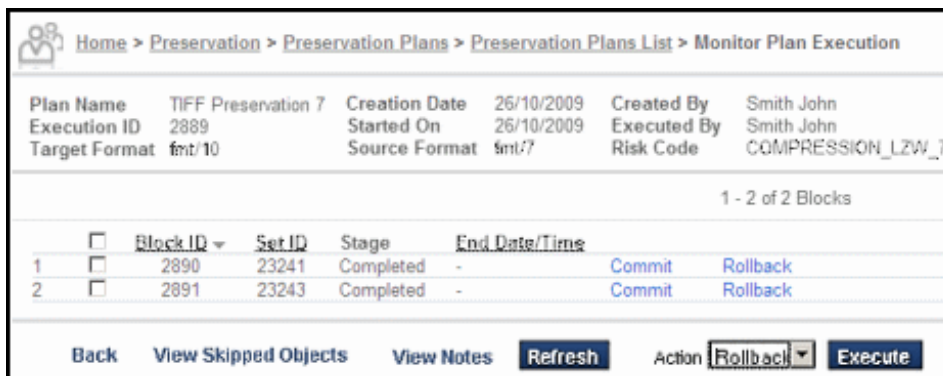 Home > Preservation > Preservation Plans > Preservation Plans List > Monitor Plan Execution
Plan Name TIFF Preservation 7 Creation Date 26/10/2009 Created By Smith John
Execution ID 2889 Started On 26/10/2009 Executed By Smith John
Target Format fmt/10 Source Format fmt/7 Risk Code COMPRESSION_LZW_7
1 - 2 of 2 Blocks
Block ID Set ID Stage End Date/Time
1 2890 23241 Completed - Commit Rollback
2 2891 23243 Completed - Commit Rollback
Back View Skipped Objects View Notes Refresh Action Rollback Execute